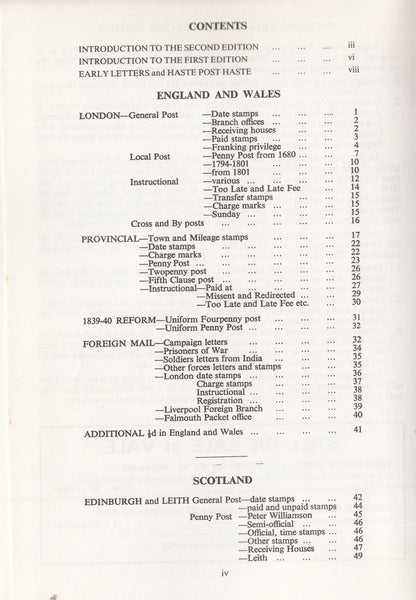 CONTENTS
INTRODUCTION TO THE SECOND EDITION ... ... ... iii
INTRODUCTION TO THE FIRST EDITION ... ... ... vi
EARLY LETTERS and HASTE POST HASTE ... ... ... viii
ENGLAND AND WALES
LONDON—General Post —Date stamps ... ... ... 1
—Branch offices ... ... ... ... 2
—Receiving houses ... ... ... 2
—Paid stamps ... ... ... 3
—Franking privilege ... ... ... 4
Local Post —Penny Post from 1680 ... ... ... 7
—1794-1801 ... ... ... 10
—from 1801 ... ... ... 10
Instructional —various ... ... ... ... 12
—Too Late and Late Fee ... ... 14
—Transfer stamps ... ... ... 15
—Charge marks ... ... ... 15
—Sunday ... ... ... ... 15
Cross and By posts ... ... ... ... ... 16
PROVINCIAL—Town and Mileage stamps ... ... ... 17
—Date stamps ... ... ... ... ... 22
—Charge marks ... ... ... ... ... 22
—Penny Post ... ... ... ... ... ... 23
—Twopenny post ... ... ... ... ... 26
—Fifth Clause post ... ... ... ... ... 26
—Instructional—Paid at ... ... ... ... 27
—Missent and Redirected ... ... ... 29
—Too Late and Late Fee etc. ... ... 30
1839-40 REFORM—Uniform Fourpenny post ... ... ... 31
—Uniform Penny Post ... ... ... ... 32
FOREIGN MAIL—Campaign letters ... ... ... 32
—Prisoners of War ... ... ... ... 34
—Soldiers letters from India ... ... ... 35
—Other forces letters and stamps ... ... 35
—London date stamps ... ... ... ... 36
Charge stamps ... ... ... 37
Instructional ... ... ... ... 38
Registration ... ... ... ... 38
—Liverpool Foreign Branch ... ... ... 39
—Falmouth Packet office ... ... ... 40
ADDITIONAL ½d in England and Wales ... ... ... ... 41
SCOTLAND
EDINBURGH and LEITH General Post—date stamps ... ... 42
—paid and unpaid stamps 44
Penny Post —Peter Williamson ... ... 45
—Semi-official ... ... ... 46
—Official, time stamps ... ... 46
—Other stamps ... ... ... 46
—Receiving Houses ... ... 47
—Leith ... ... ... ... 49
iv